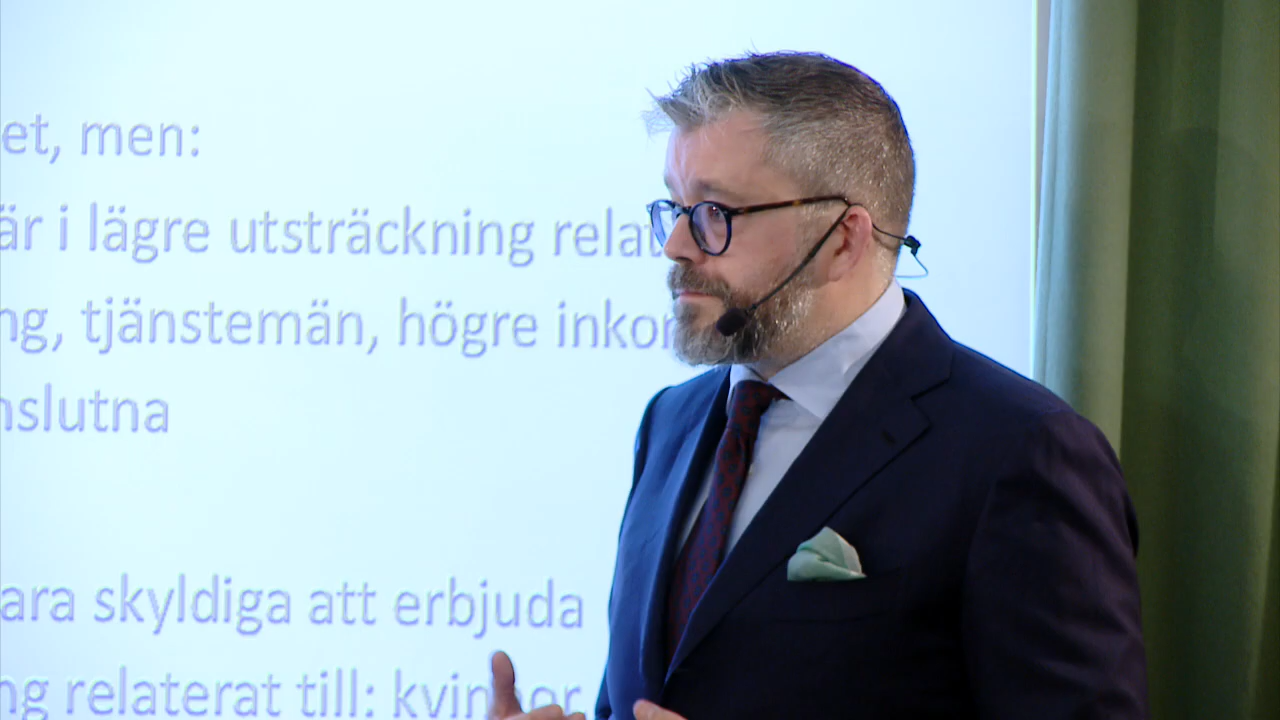 et, men:
är i lägre utsträckning relat
ng, tjänstemän, högre inkom
nslutna
ara skyldiga att erbjuda
ng relaterat till: kvinnor,